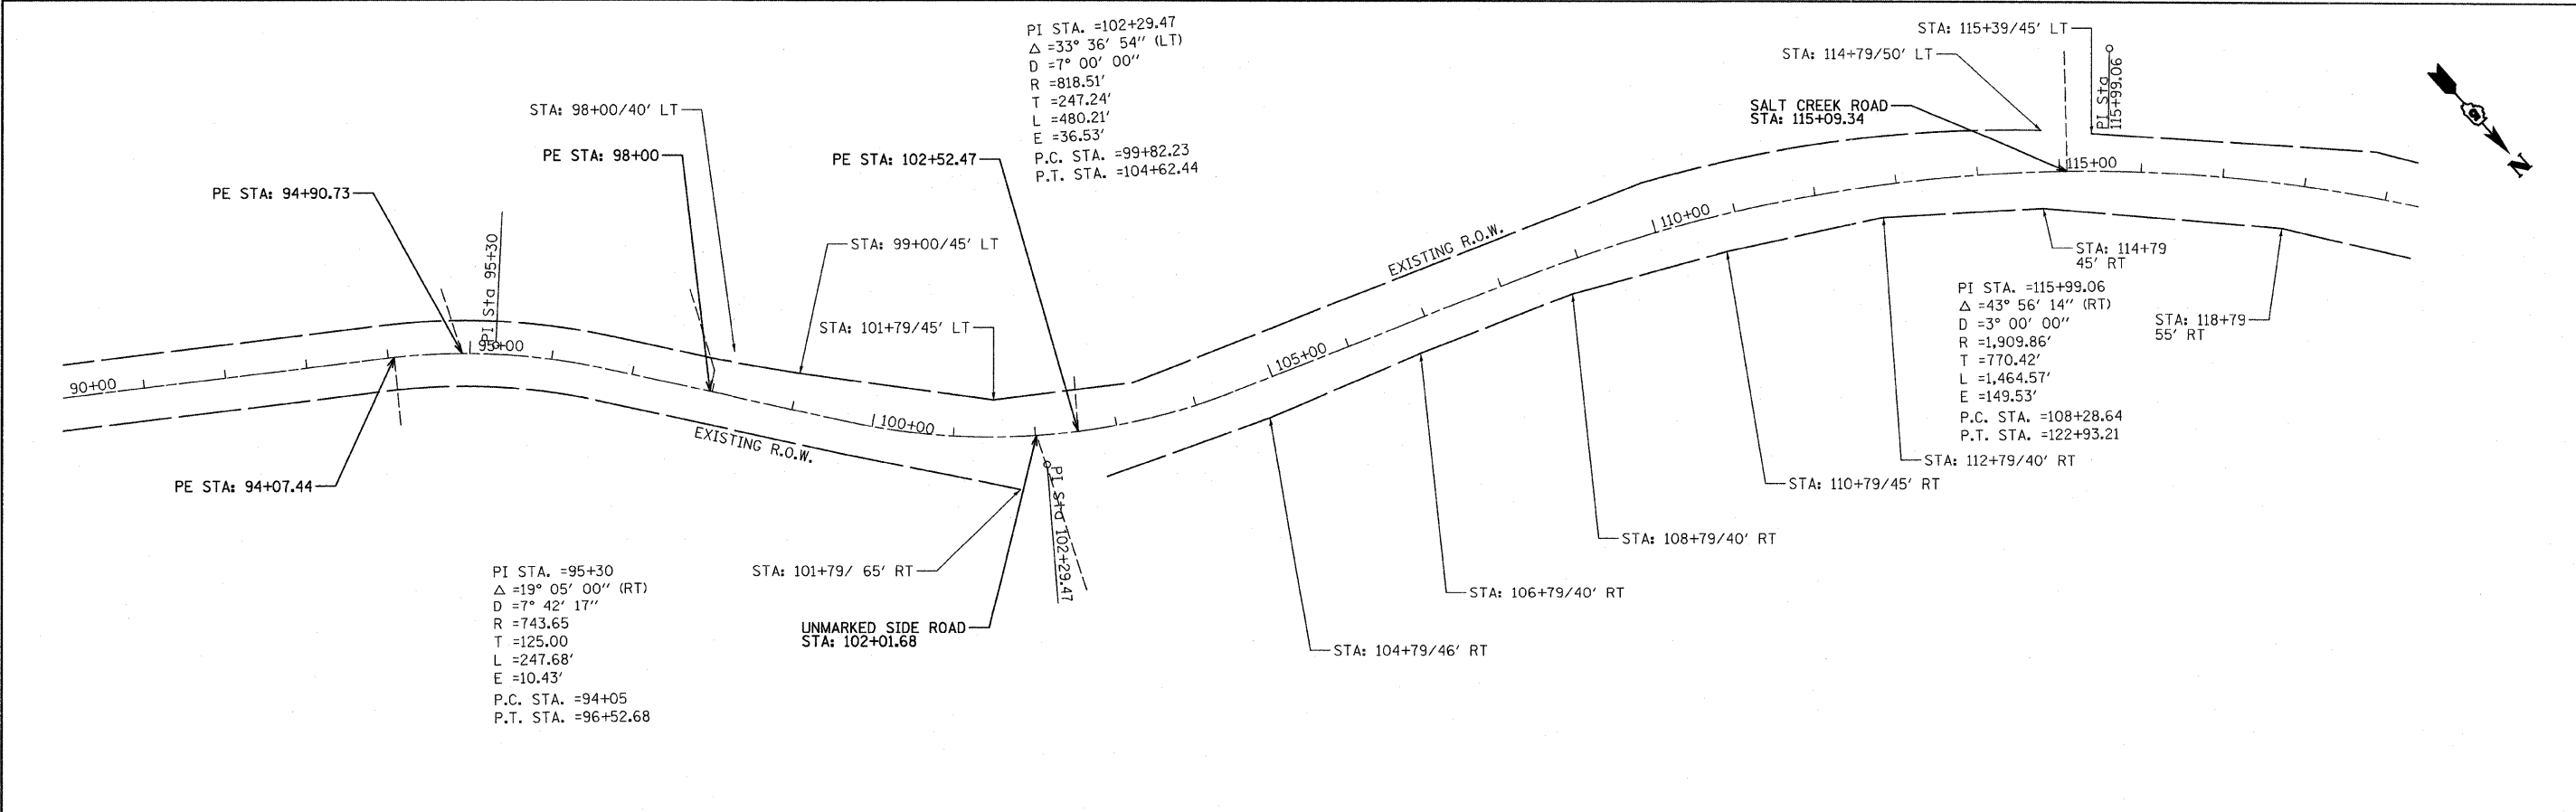 PI STA. =102+29.47
Δ =33° 36' 54" (LT)
D =7° 00' 00"
R =818.51'
T =247.24'
L =480.21'
E =36.53'
P.C. STA. =99+82.23
P.T. STA. =104+62.44
STA: 115+39/45' LT
STA: 114+79/50' LT
PI Sta
115+99.06
SALT CREEK ROAD
STA: 115+09.34
N
STA: 98+00/40' LT
PE STA: 98+00
PE STA: 102+52.47
PE STA: 94+90.73
PI Sta 95+30
STA: 99+00/45' LT
STA: 101+79/45' LT
90+00
95+00
100+00
105+00
110+00
115+00
EXISTING R.O.W.
EXISTING R.O.W.
PE STA: 94+07.44
STA: 114+79
45' RT
PI STA. =115+99.06
Δ =43° 56' 14" (RT)
D =3° 00' 00"
R =1,909.86'
T =770.42'
L =1,464.57'
E =149.53'
P.C. STA. =108+28.64
P.T. STA. =122+93.21
STA: 118+79
55' RT
STA: 112+79/40' RT
STA: 110+79/45' RT
STA: 108+79/40' RT
STA: 106+79/40' RT
STA: 104+79/46' RT
PI Sta 102+29.47
STA: 101+79/ 65' RT
UNMARKED SIDE ROAD
STA: 102+01.68
PI STA. =95+30
Δ =19° 05' 00" (RT)
D =7° 42' 17"
R =743.65
T =125.00
L =247.68'
E =10.43'
P.C. STA. =94+05
P.T. STA. =96+52.68